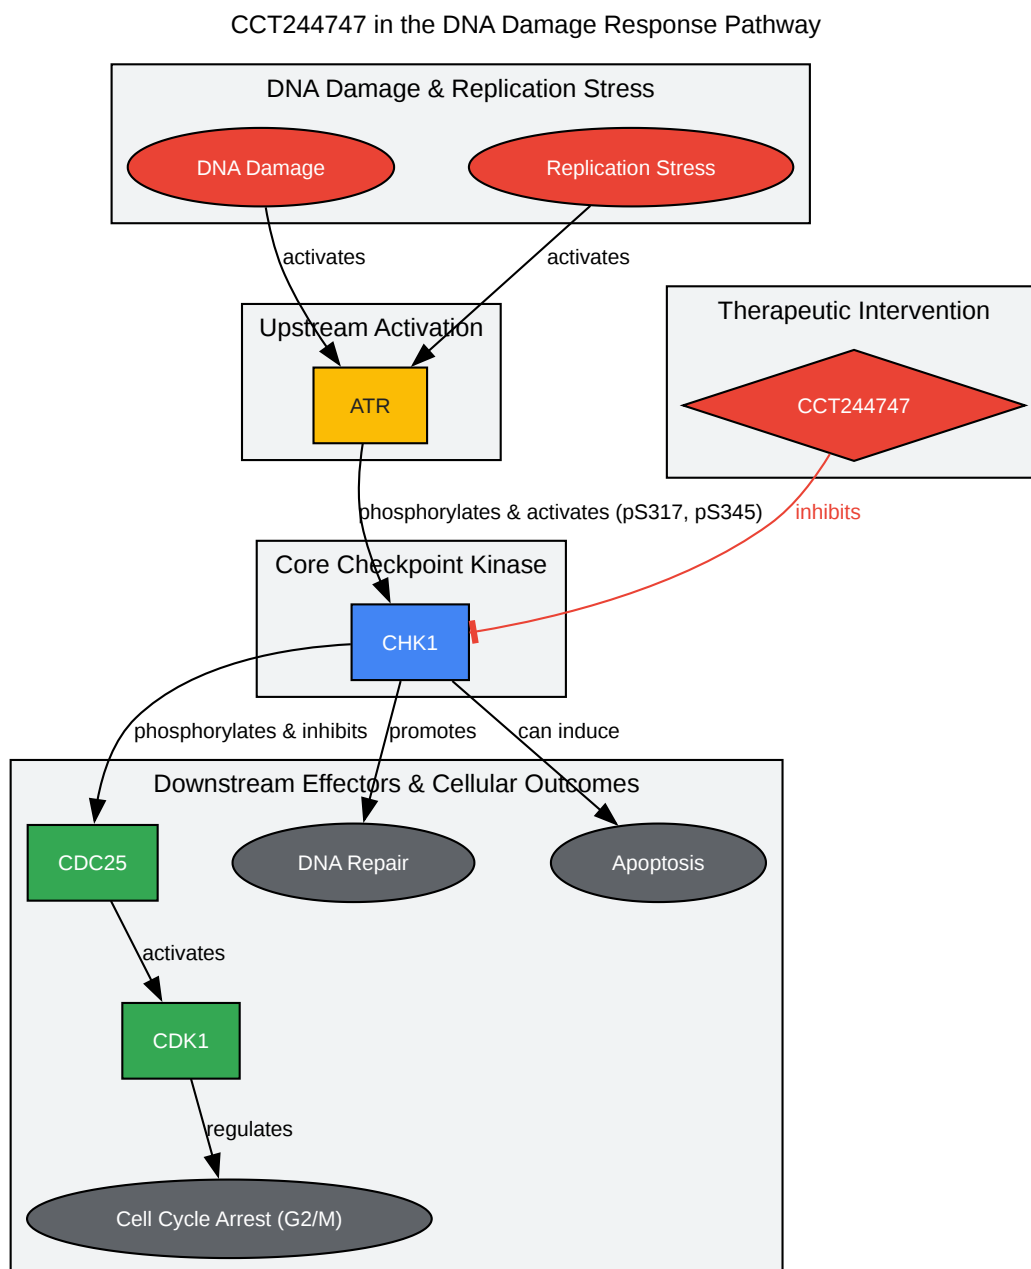 CCT244747 in the DNA Damage Response Pathway
DNA Damage & Replication Stress
DNA Damage
Replication Stress
activates
activates
Upstream Activation
Therapeutic Intervention
ATR
CCT244747
phosphorylates & activates (pS317, pS345)
inhibits
Core Checkpoint Kinase
CHK1
phosphorylates & inhibits
promotes
can induce
Downstream Effectors & Cellular Outcomes
CDC25
DNA Repair
Apoptosis
activates
CDK1
regulates
Cell Cycle Arrest (G2/M)